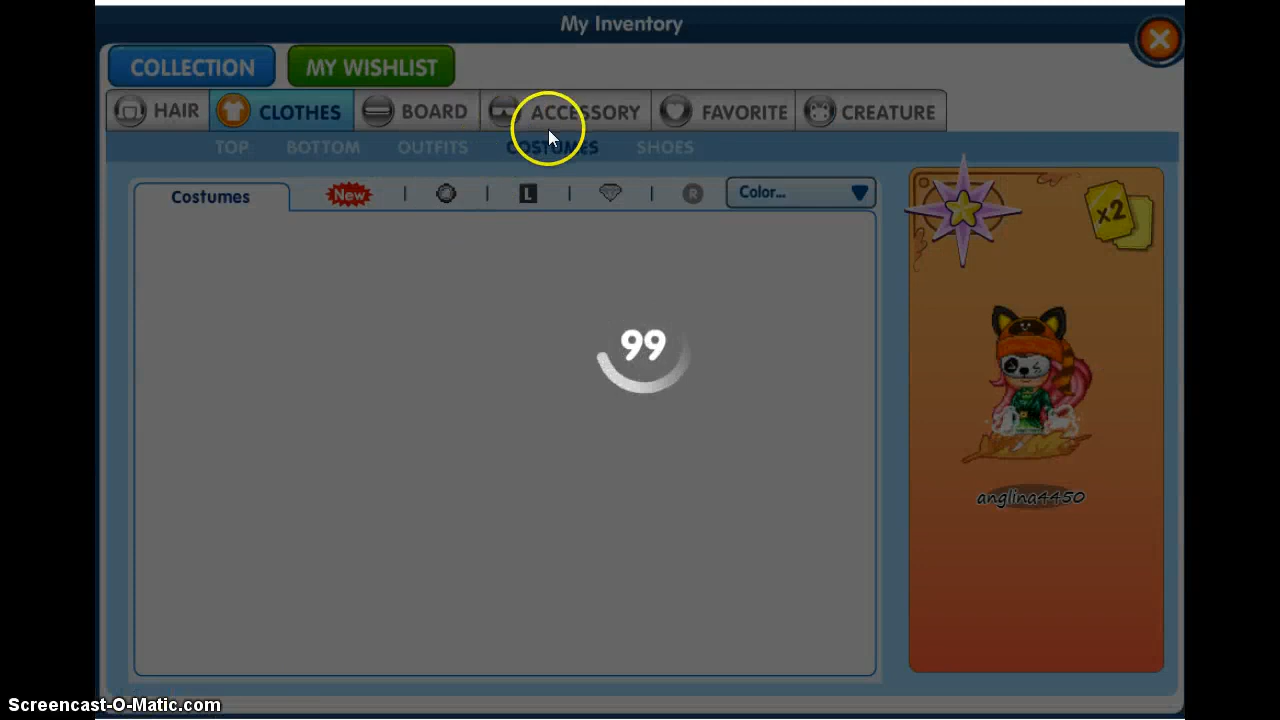 My Inventory
COLLECTION MY WISHLIST
HAIR CLOTHES BOARD ACCESSORY FAVORITE CREATURE
TOP BOTTOM OUTFITS COSTUMES SHOES
Costumes New L R Color...
x2
99
anglina4450
Screencast-O-Matic.com